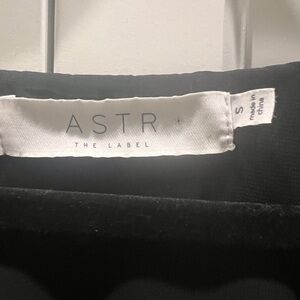 ASTR
THE LABEL
S
made in
china